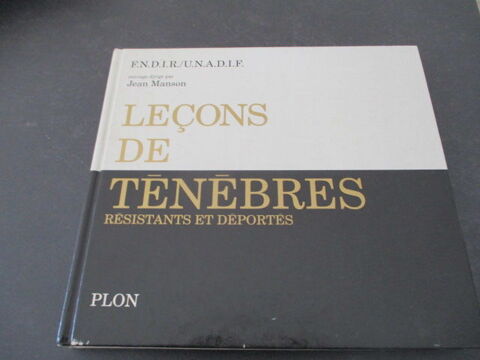 F.N.D.I.R./U.N.A.D.I.F.
ouvrage dirigé par
Jean Manson
LEÇONS
DE
TÉNÈBRES
RÉSISTANTS ET DÉPORTÉS
PLON